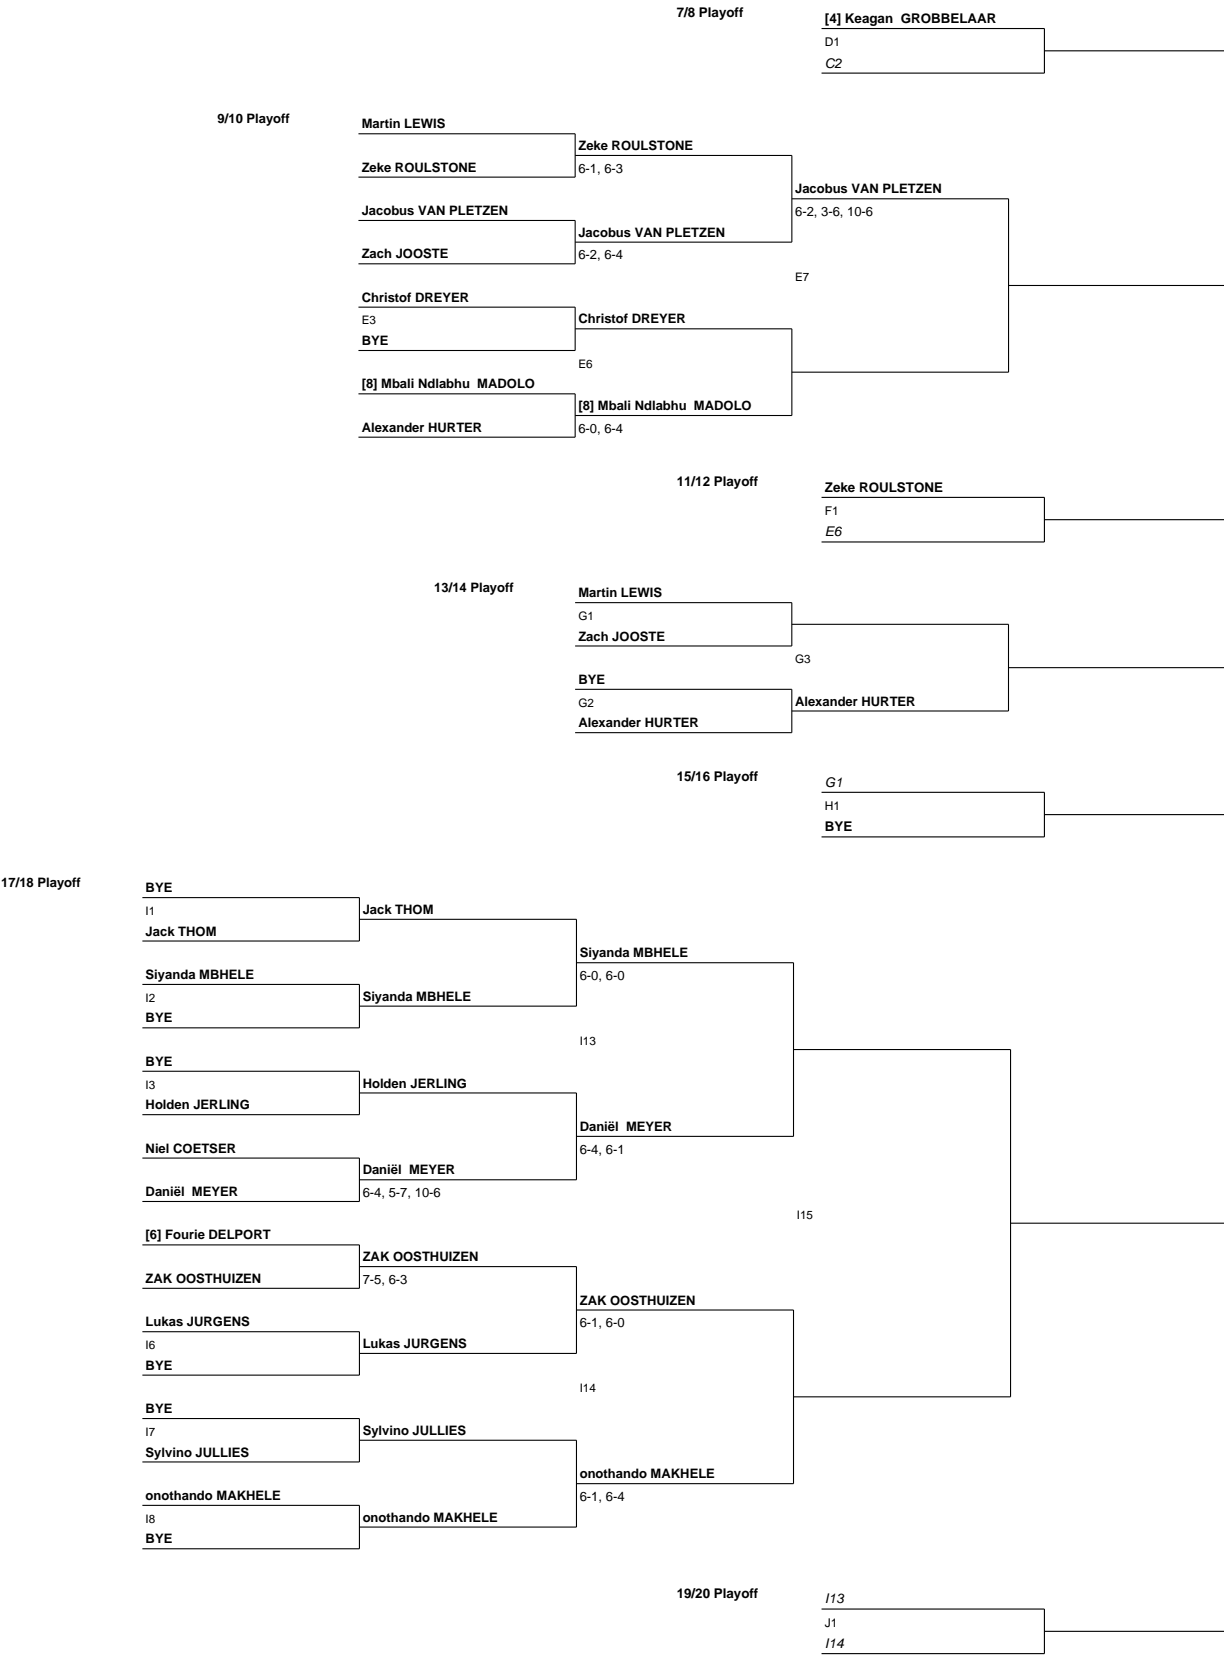 7/8 Playoff
[4] Keagan GROBBELAAR
D1
C2
9/10 Playoff
Martin LEWIS
Zeke ROULSTONE
Zeke ROULSTONE
6-1, 6-3
Jacobus VAN PLETZEN
6-2, 3-6, 10-6
Jacobus VAN PLETZEN
Jacobus VAN PLETZEN
Zach JOOSTE
6-2, 6-4
E7
Christof DREYER
E3
Christof DREYER
BYE
E6
[8] Mbali Ndlabhu MADOLO
[8] Mbali Ndlabhu MADOLO
Alexander HURTER
6-0, 6-4
11/12 Playoff
Zeke ROULSTONE
F1
E6
13/14 Playoff
Martin LEWIS
G1
Zach JOOSTE
G3
BYE
G2
Alexander HURTER
Alexander HURTER
15/16 Playoff
G1
H1
BYE
17/18 Playoff
BYE
I1
Jack THOM
Jack THOM
Siyanda MBHELE
6-0, 6-0
Siyanda MBHELE
I2
Siyanda MBHELE
BYE
I13
BYE
I3
Holden JERLING
Holden JERLING
Daniël MEYER
6-4, 6-1
Niel COETSER
Daniël MEYER
Daniël MEYER
6-4, 5-7, 10-6
I15
[6] Fourie DELPORT
ZAK OOSTHUIZEN
ZAK OOSTHUIZEN
7-5, 6-3
ZAK OOSTHUIZEN
6-1, 6-0
Lukas JURGENS
I6
Lukas JURGENS
BYE
I14
BYE
I7
Sylvino JULLIES
Sylvino JULLIES
onothando MAKHELE
6-1, 6-4
onothando MAKHELE
I8
onothando MAKHELE
BYE
19/20 Playoff
I13
J1
I14